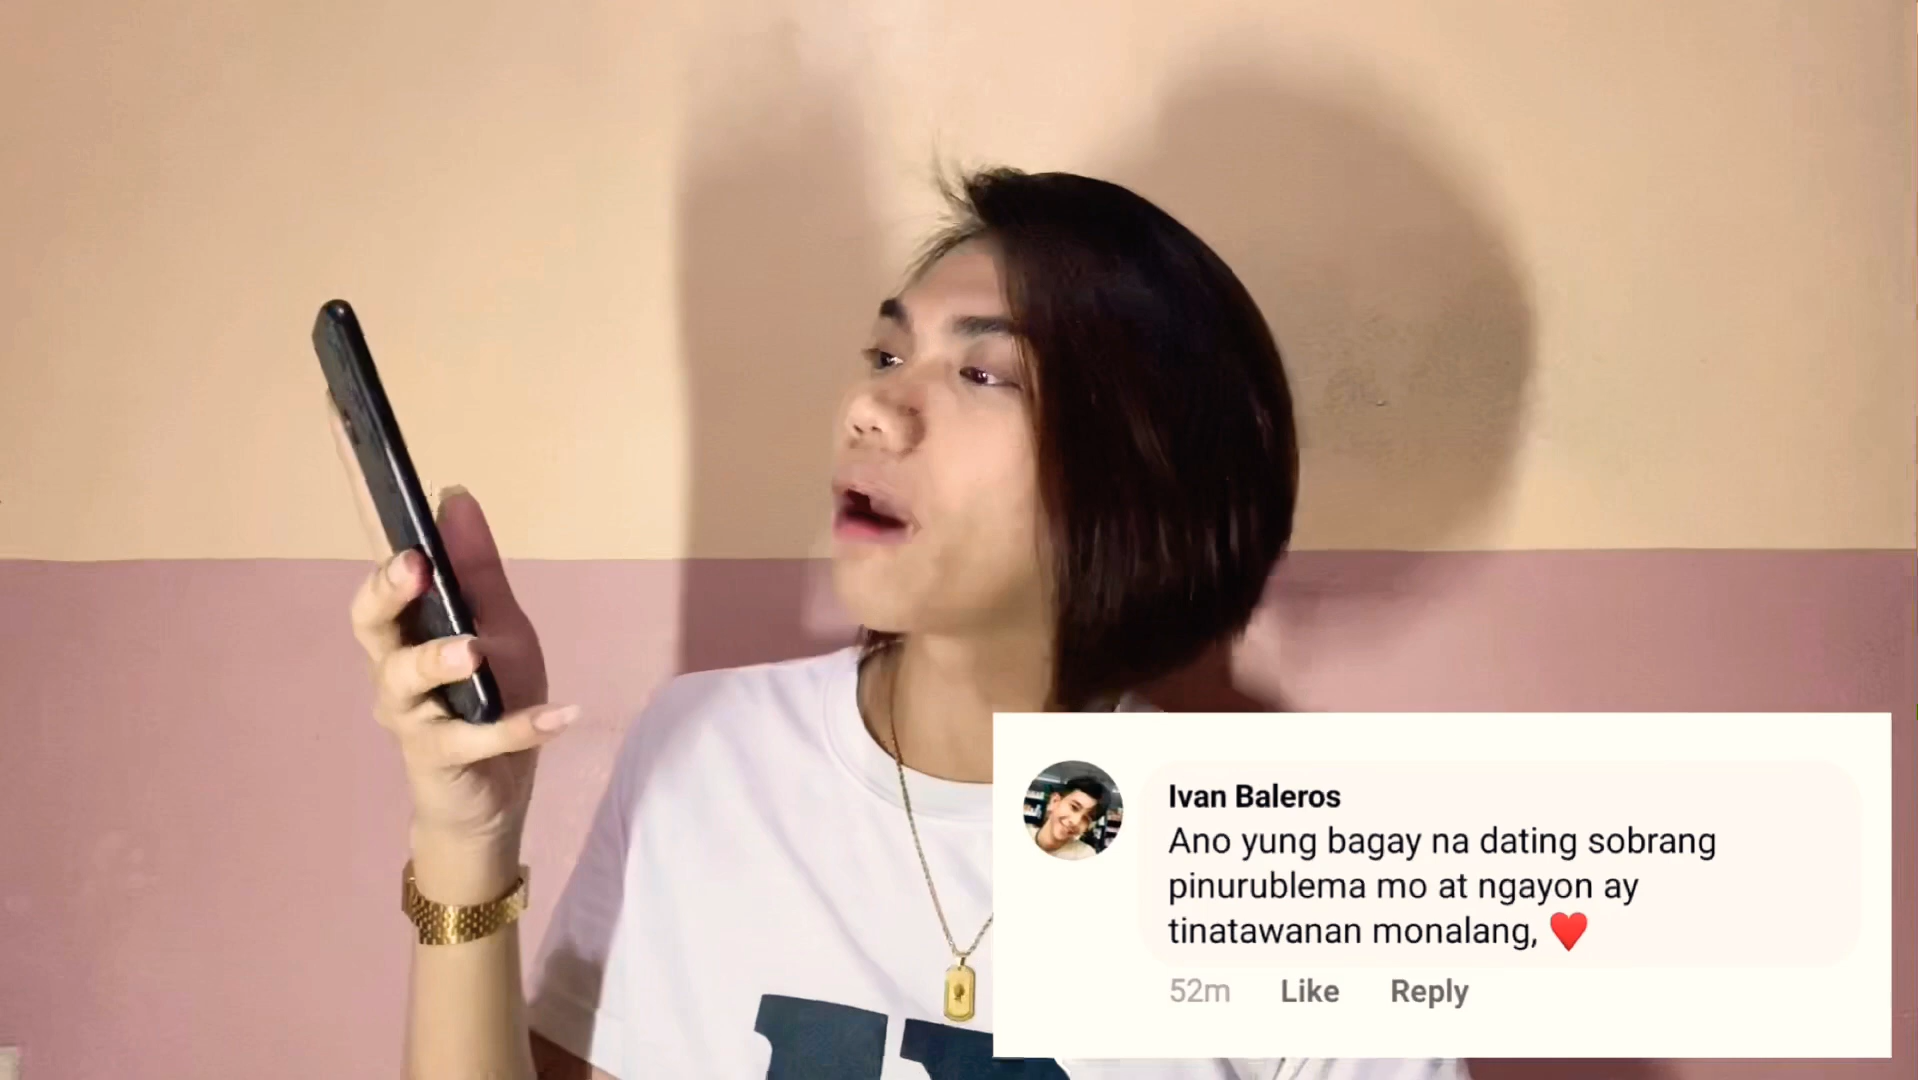 Ivan Baleros
Ano yung bagay na dating sobrang
pinurublema mo at ngayon ay
tinatawanan monalang, ❤️
52m Like Reply